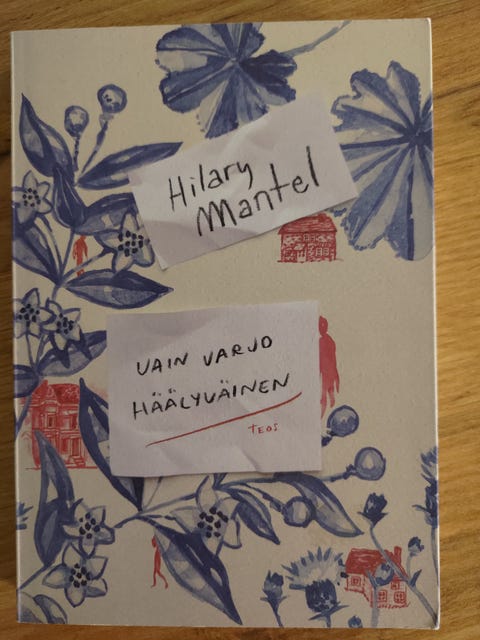 Hilary
Mantel
VAIN VARJO
HÄÄLYVÄINEN
TEOS